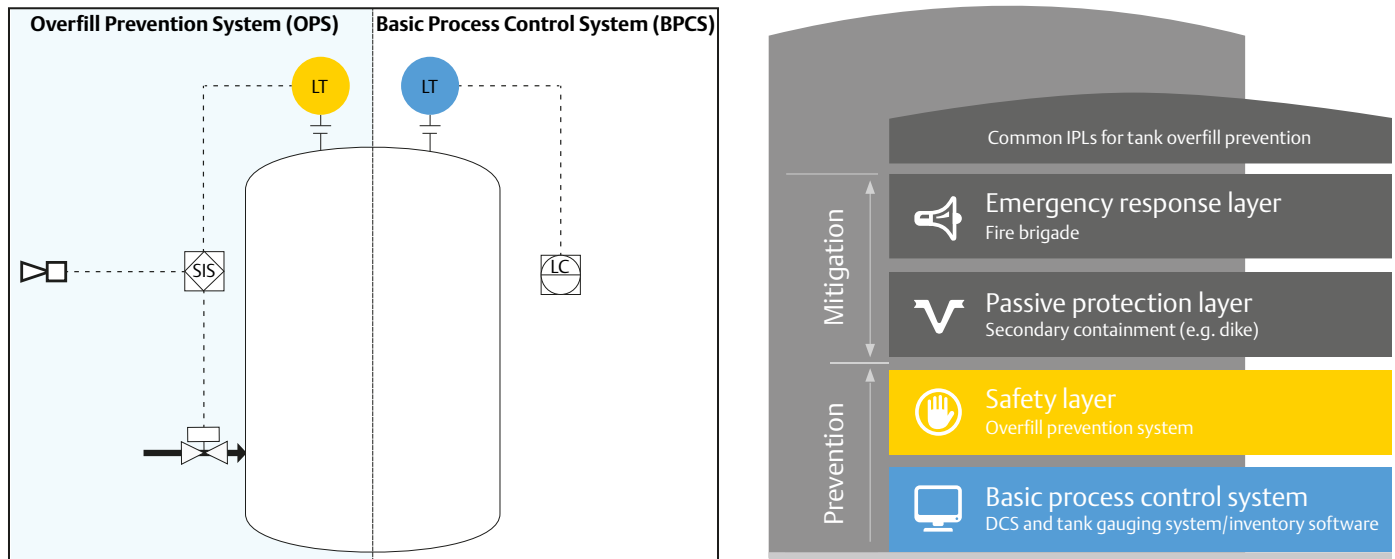 Overfill Prevention System (OPS)
Basic Process Control System (BPCS)
LT
LT
SIS
LC
Common IPLs for tank overfill prevention
Mitigation
Emergency response layer
Fire brigade
Passive protection layer
Secondary containment (e.g. dike)
Prevention
Safety layer
Overfill prevention system
Basic process control system
DCS and tank gauging system/inventory software